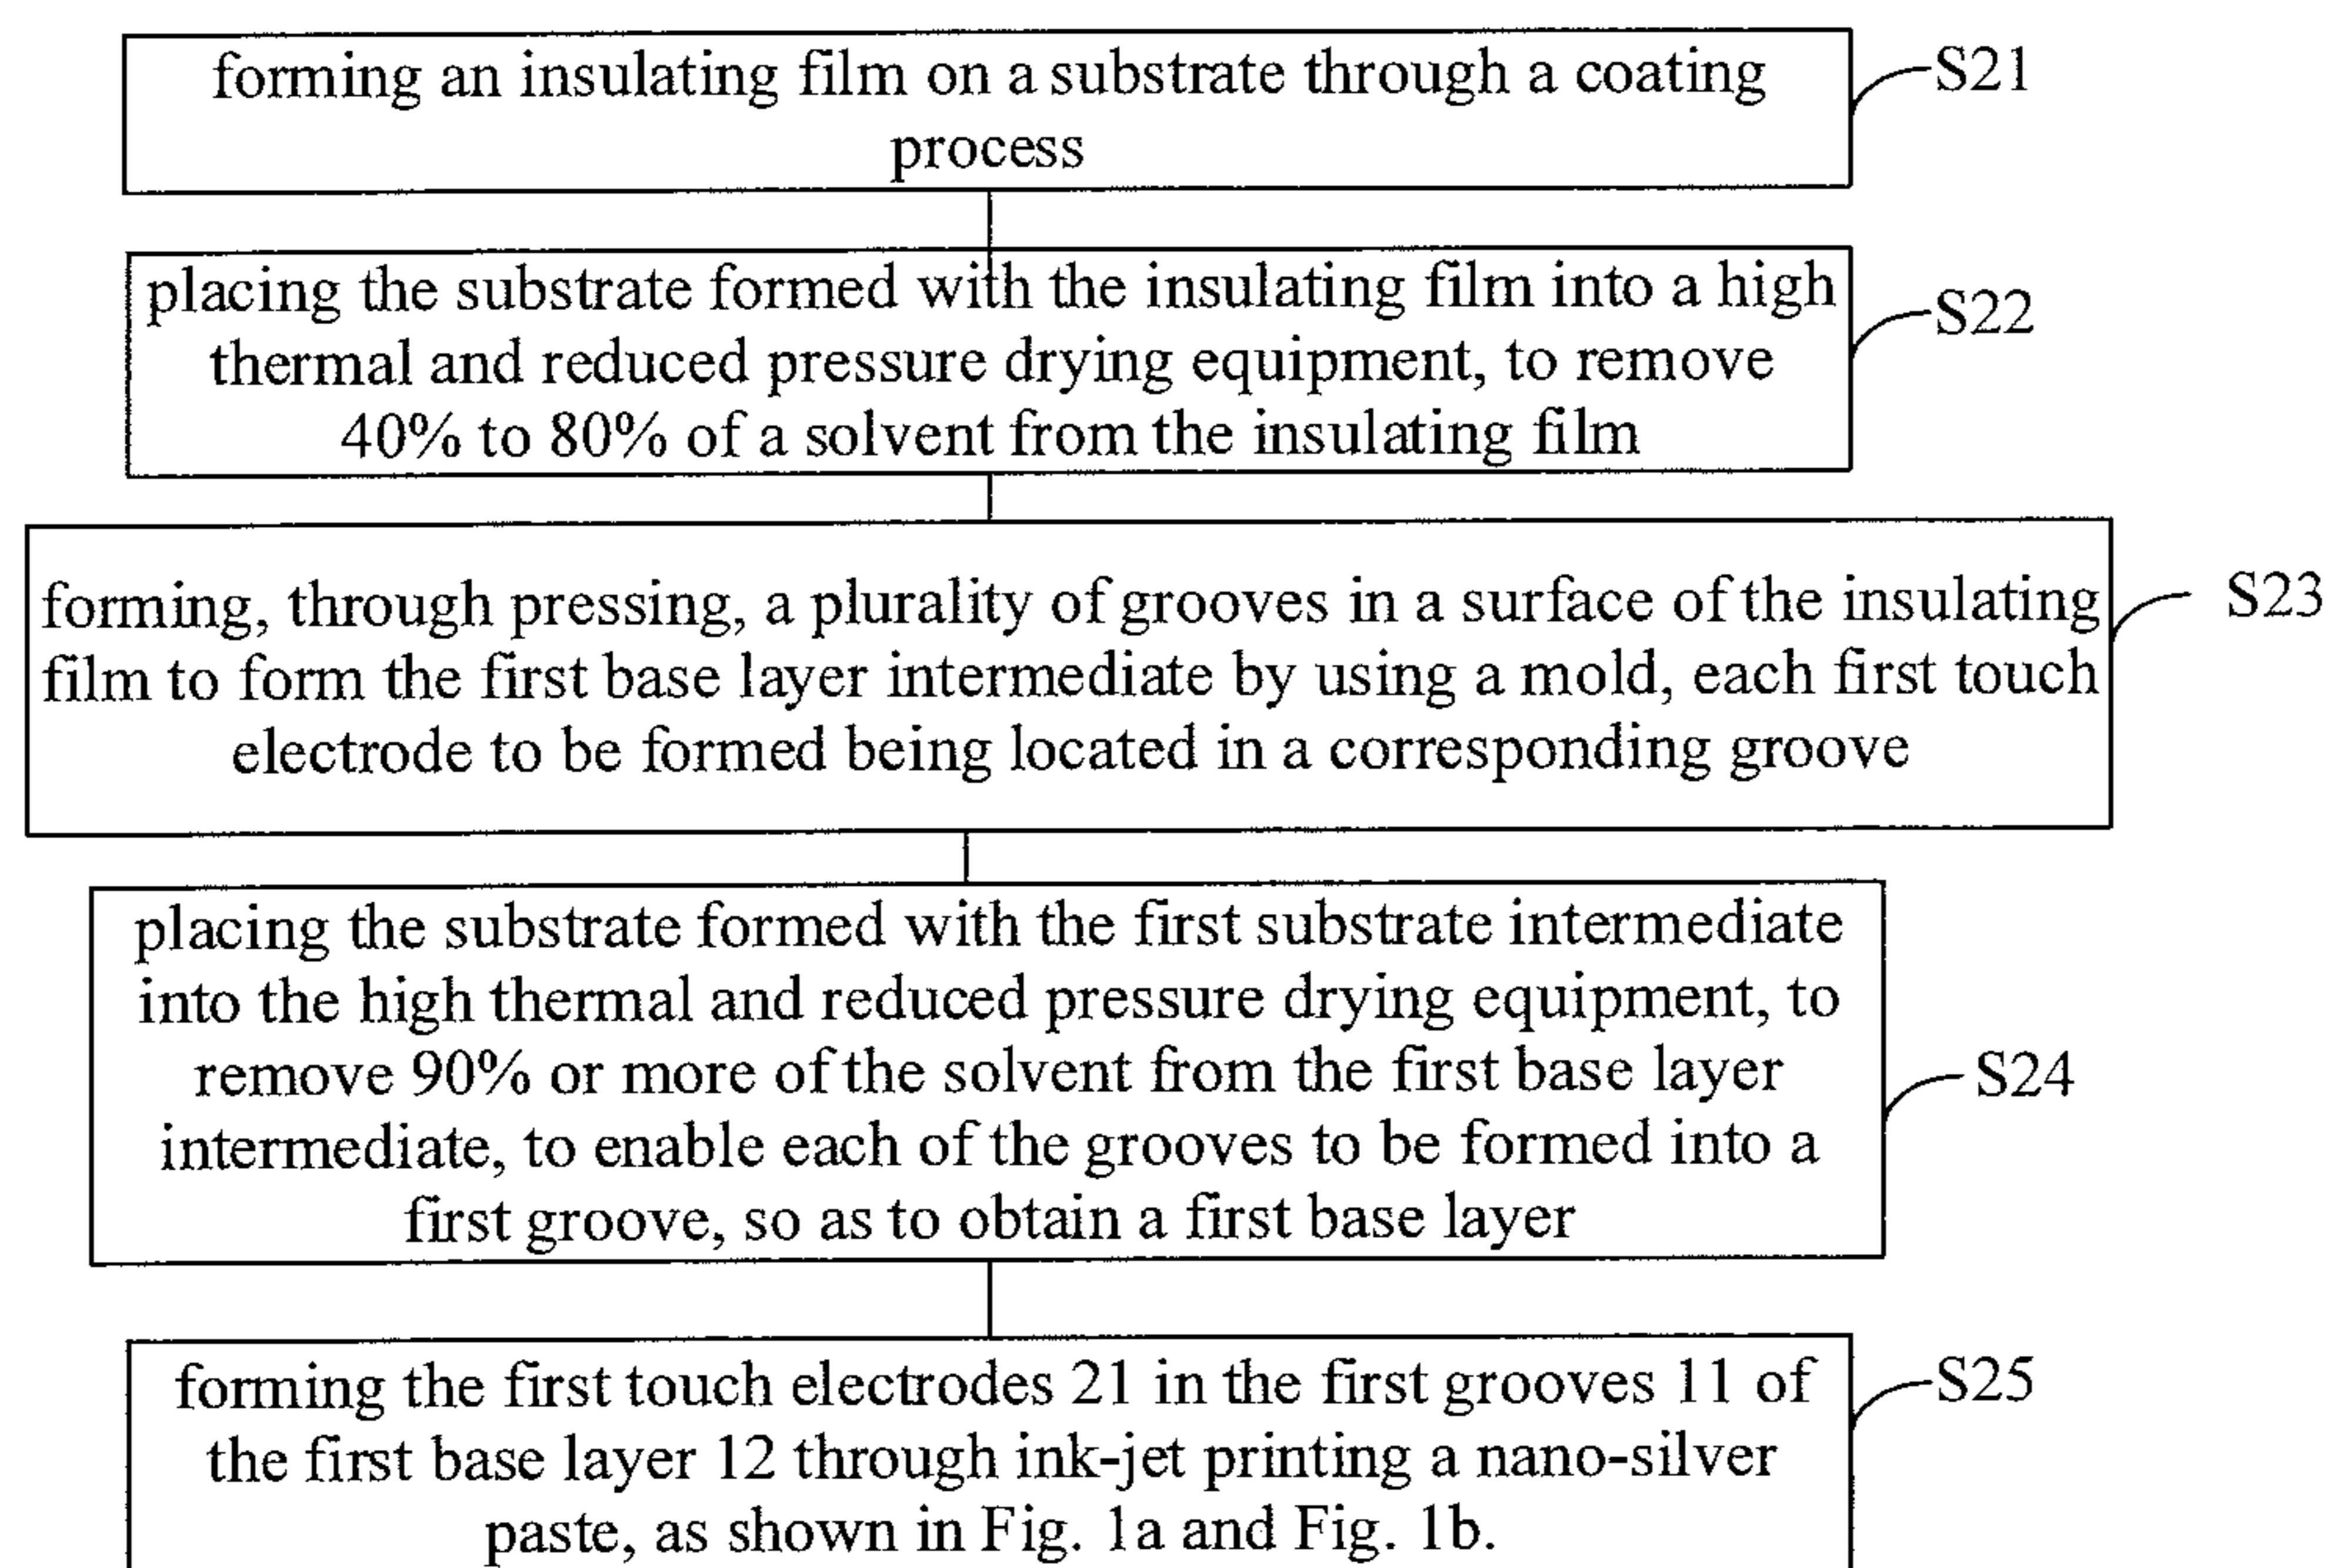 forming an insulating film on a substrate through a coating
process
S21
placing the substrate formed with the insulating film into a high
thermal and reduced pressure drying equipment, to remove
40% to 80% of a solvent from the insulating film
S22
forming, through pressing, a plurality of grooves in a surface of the insulating
film to form the first base layer intermediate by using a mold, each first touch
electrode to be formed being located in a corresponding groove
S23
placing the substrate formed with the first substrate intermediate
into the high thermal and reduced pressure drying equipment, to
remove 90% or more of the solvent from the first base layer
intermediate, to enable each of the grooves to be formed into a
first groove, so as to obtain a first base layer
S24
forming the first touch electrodes 21 in the first grooves 11 of
the first base layer 12 through ink-jet printing a nano-silver
paste, as shown in Fig. 1a and Fig. 1b.
S25